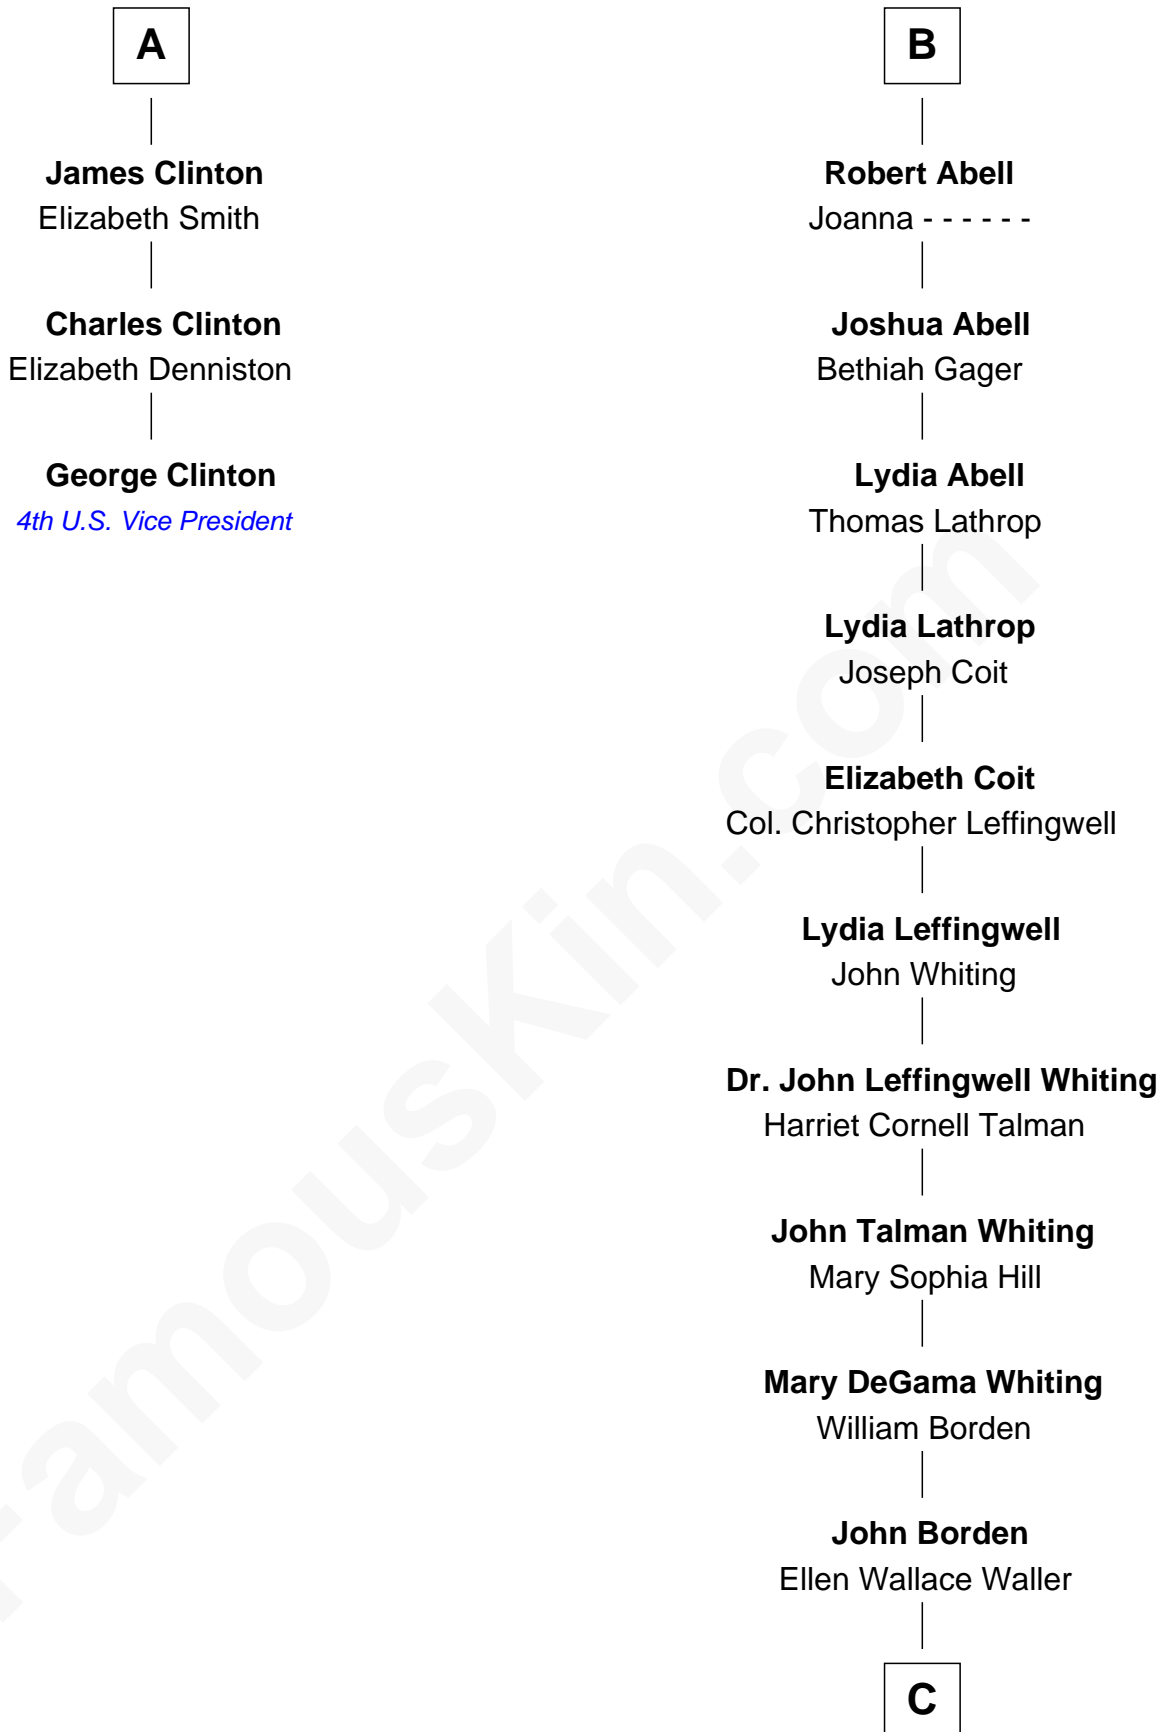 A
James Clinton
Elizabeth Smith
Charles Clinton
Elizabeth Denniston
George Clinton
4th U.S. Vice President
B
Robert Abell
Joanna - - - - - -
Joshua Abell
Bethiah Gager
Lydia Abell
Thomas Lathrop
Lydia Lathrop
Joseph Coit
Elizabeth Coit
Col. Christopher Leffingwell
Lydia Leffingwell
John Whiting
Dr. John Leffingwell Whiting
Harriet Cornell Talman
John Talman Whiting
Mary Sophia Hill
Mary DeGama Whiting
William Borden
John Borden
Ellen Wallace Waller
C
FamousKin.com